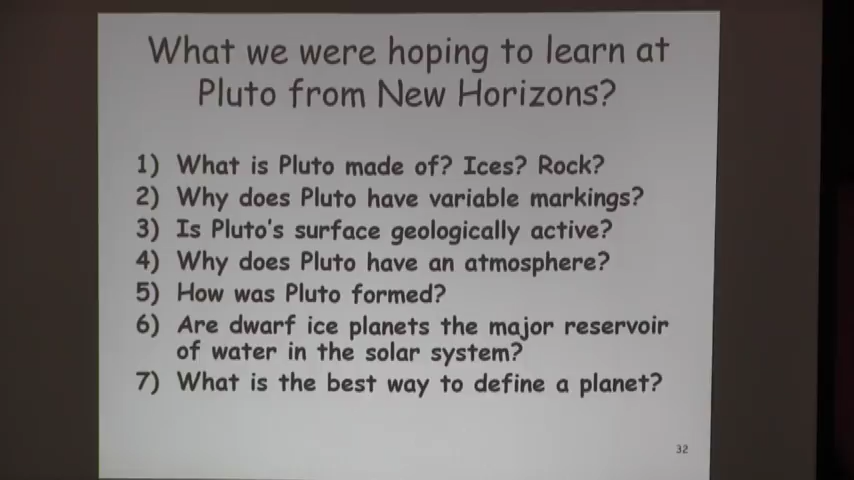 What we were hoping to learn at
Pluto from New Horizons?
1) What is Pluto made of? Ices? Rock?
2) Why does Pluto have variable markings?
3) Is Pluto's surface geologically active?
4) Why does Pluto have an atmosphere?
5) How was Pluto formed?
6) Are dwarf ice planets the major reservoir
of water in the solar system?
7) What is the best way to define a planet?
32